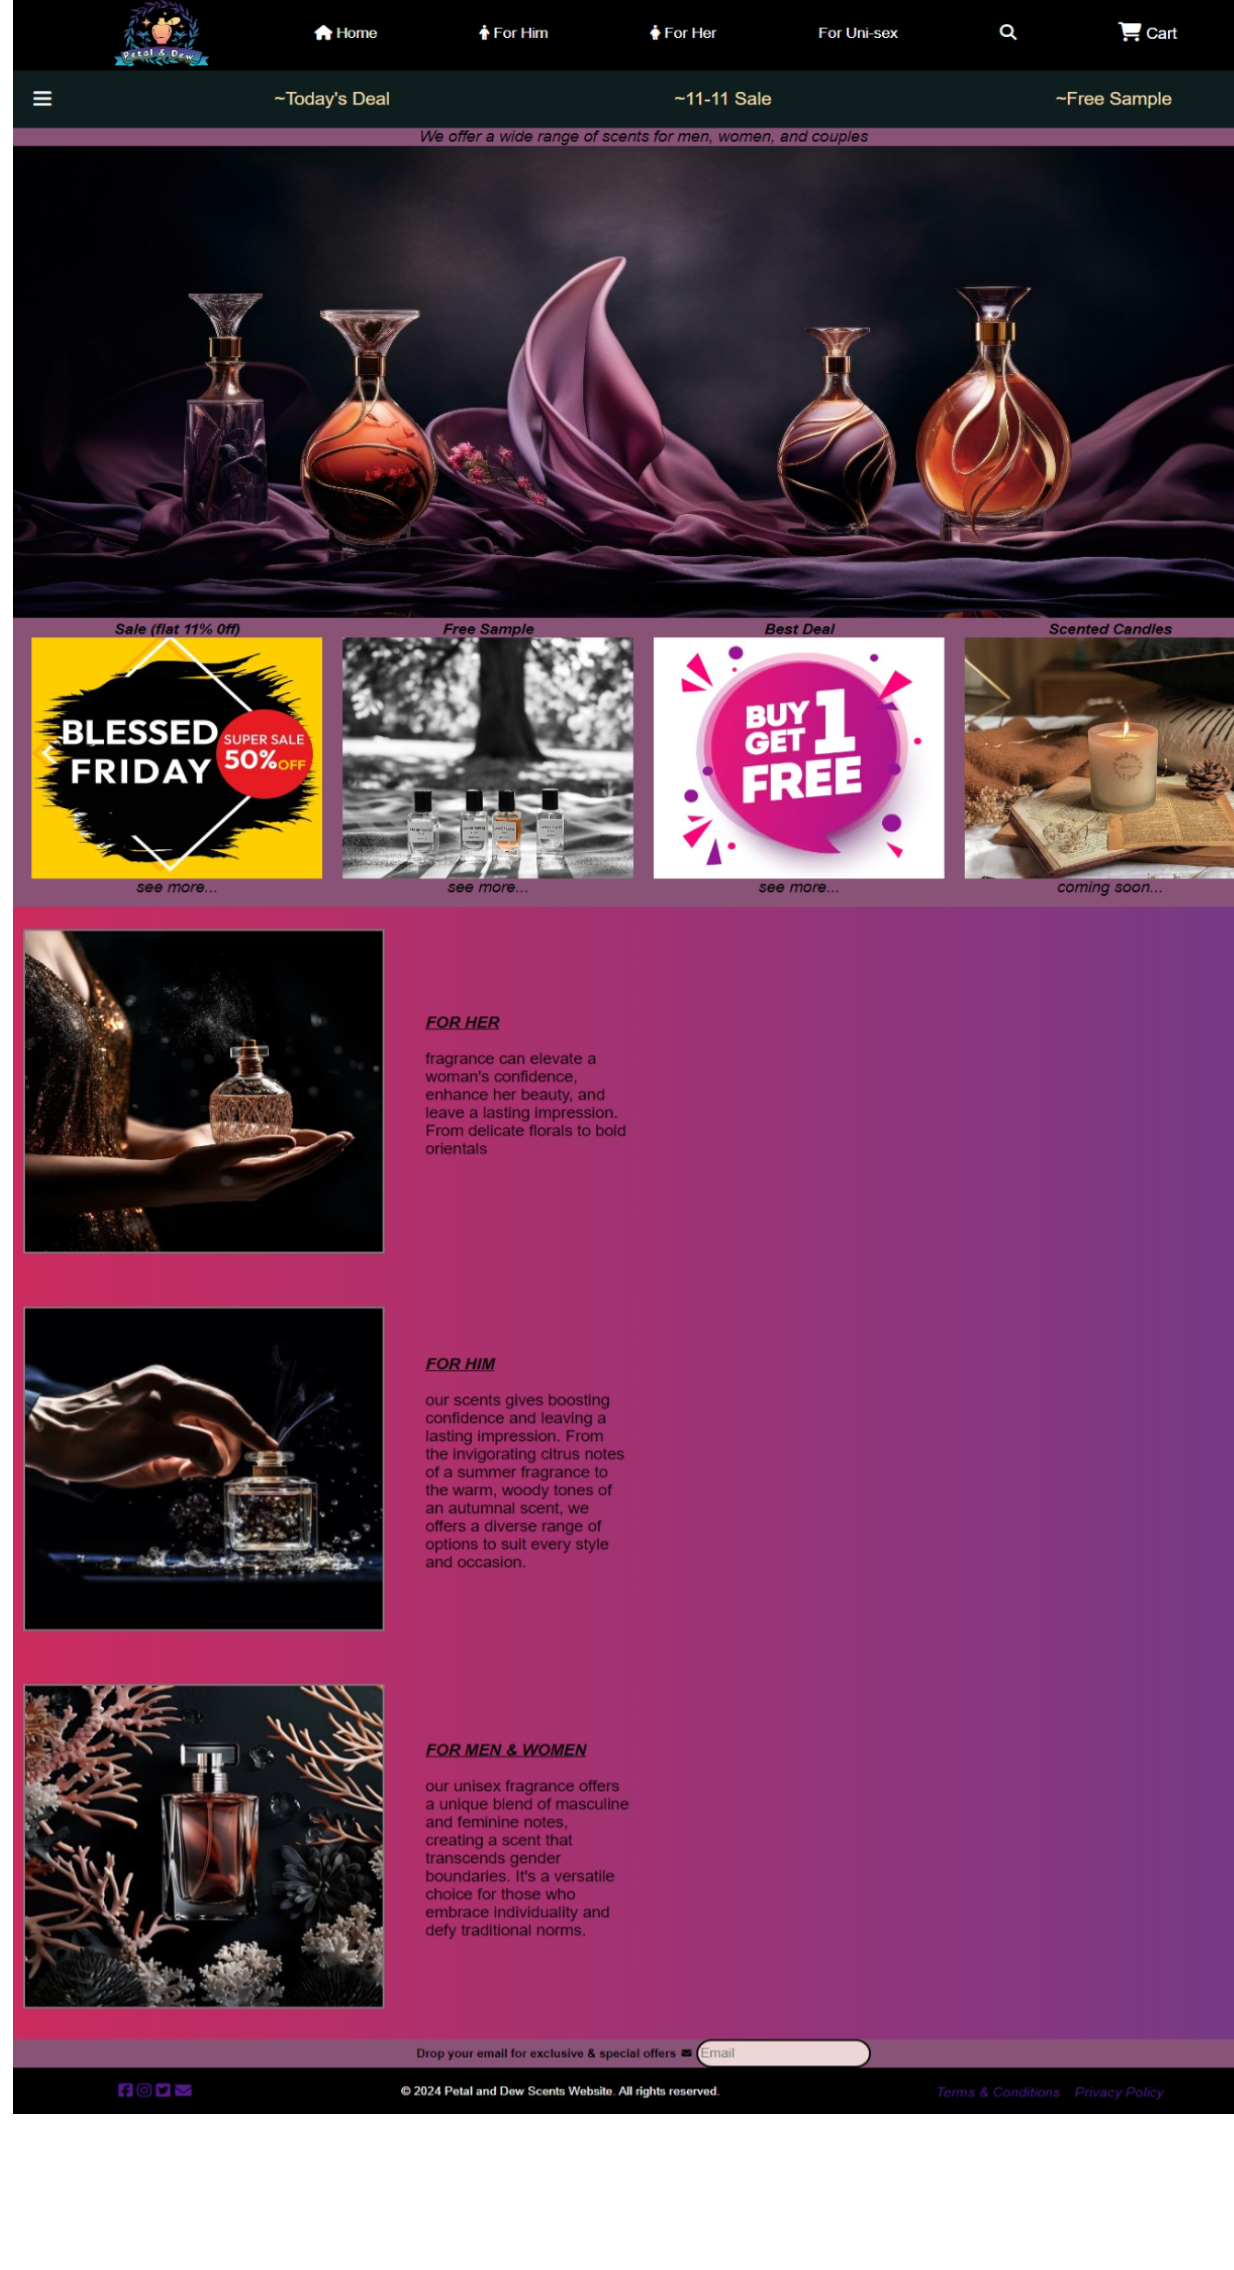 Petal & Dew
Home
For Him
For Her
For Uni-sex
Cart
~Today's Deal
~11-11 Sale
~Free Sample
We offer a wide range of scents for men, women, and couples
Sale (flat 11% 0ff)
Free Sample
Best Deal
Scented Candles
BLESSED
FRIDAY
SUPER SALE
50%OFF
BUY 1
GET
FREE
see more...
see more...
see more...
coming soon...
FOR HER
fragrance can elevate a
woman's confidence,
enhance her beauty, and
leave a lasting impression.
From delicate florals to bold
orientals
FOR HIM
our scents gives boosting
confidence and leaving a
lasting impression. From
the invigorating citrus notes
of a summer fragrance to
the warm, woody tones of
an autumnal scent, we
offers a diverse range of
options to suit every style
and occasion.
FOR MEN & WOMEN
our unisex fragrance offers
a unique blend of masculine
and feminine notes,
creating a scent that
transcends gender
boundaries. It's a versatile
choice for those who
embrace individuality and
defy traditional norms.
Drop your email for exclusive & special offers
Email
© 2024 Petal and Dew Scents Website. All rights reserved.
Terms & Conditions
Privacy Policy